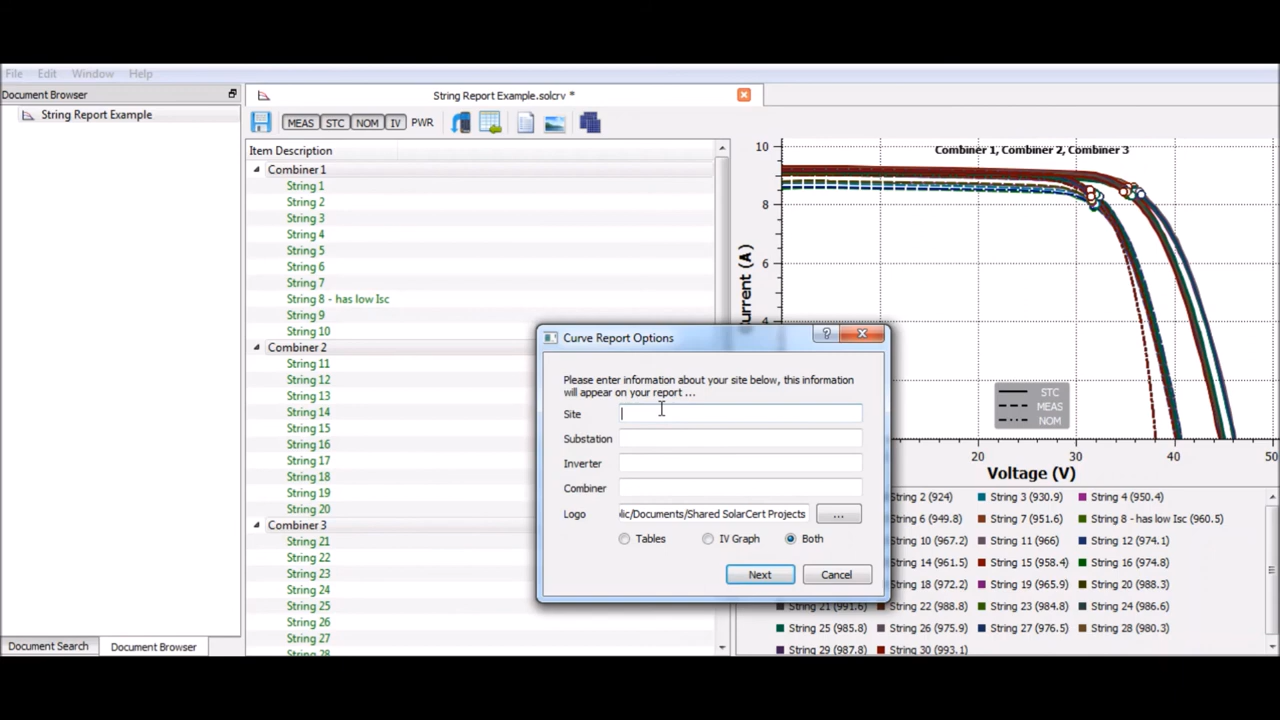 File Edit Window Help
Document Browser
String Report Example
String Report Example.solcrv *
MEAS STC NOM IV PWR
Item Description
Combiner 1
String 1
String 2
String 3
String 4
String 5
String 6
String 7
String 8 - has low Isc
String 9
String 10
Combiner 2
String 11
String 12
String 13
String 14
String 15
String 16
String 17
String 18
String 19
String 20
Combiner 3
String 21
String 22
String 23
String 24
String 25
String 26
String 27
String 28
Document Search Document Browser
Curve Report Options
Please enter information about your site below, this information
will appear on your report ...
Site
Substation
Inverter
Combiner
Logo lic/Documents/Shared SolarCert Projects ...
Tables IV Graph Both
Next Cancel
Combiner 1, Combiner 2, Combiner 3
Current (A)
10
8
6
4
STC
MEAS
NOM
20 30 40 50
Voltage (V)
String 2 (924) String 3 (930.9) String 4 (950.4)
String 6 (949.8) String 7 (951.6) String 8 - has low Isc (960.5)
String 10 (967.2) String 11 (966) String 12 (974.1)
String 14 (961.5) String 15 (958.4) String 16 (974.8)
String 18 (972.2) String 19 (965.9) String 20 (988.3)
String 21 (991.6) String 22 (988.8) String 23 (984.8) String 24 (986.6)
String 25 (985.8) String 26 (975.9) String 27 (976.5) String 28 (980.3)
String 29 (987.8) String 30 (993.1)